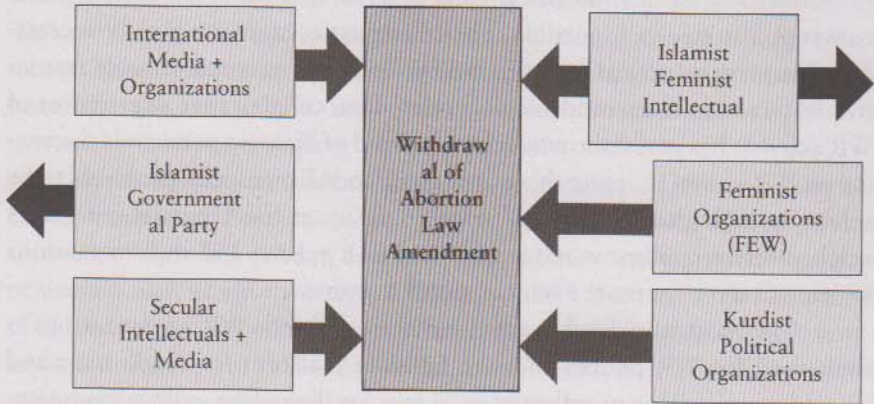 International
Media +
Organizations
Islamist
Government
al Party
Secular
Intellectuals +
Media
Withdraw
al of
Abortion
Law
Amendment
Islamist
Feminist
Intellectual
Feminist
Organizations
(FEW)
Kurdist
Political
Organizations